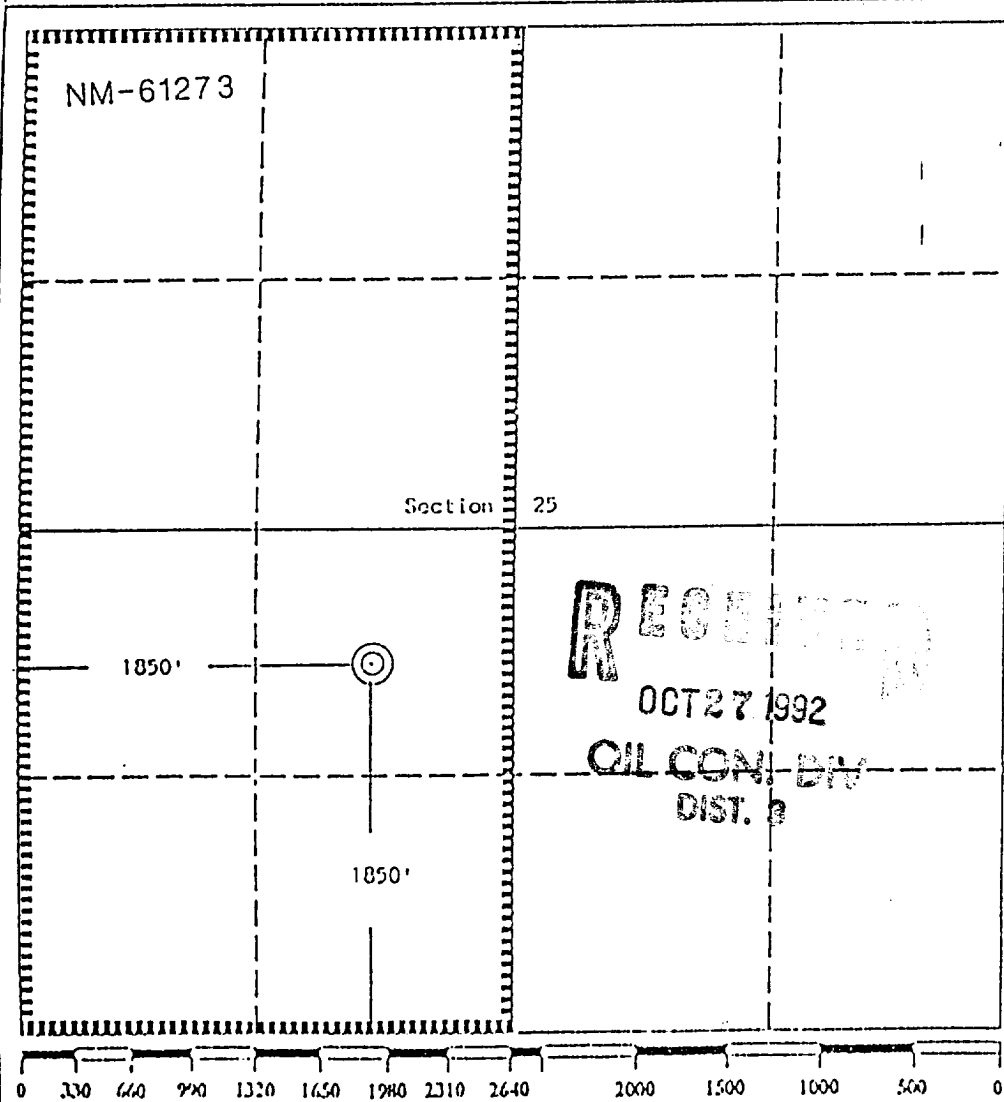 NM-61273
Section 25
1850'
RECEIVED
OCT 27 1992
OIL CON. DIV
DIST. 3
1850'
0 330 660 990 1320 1650 1980 2310 2640 2000 1500 1000 500 0